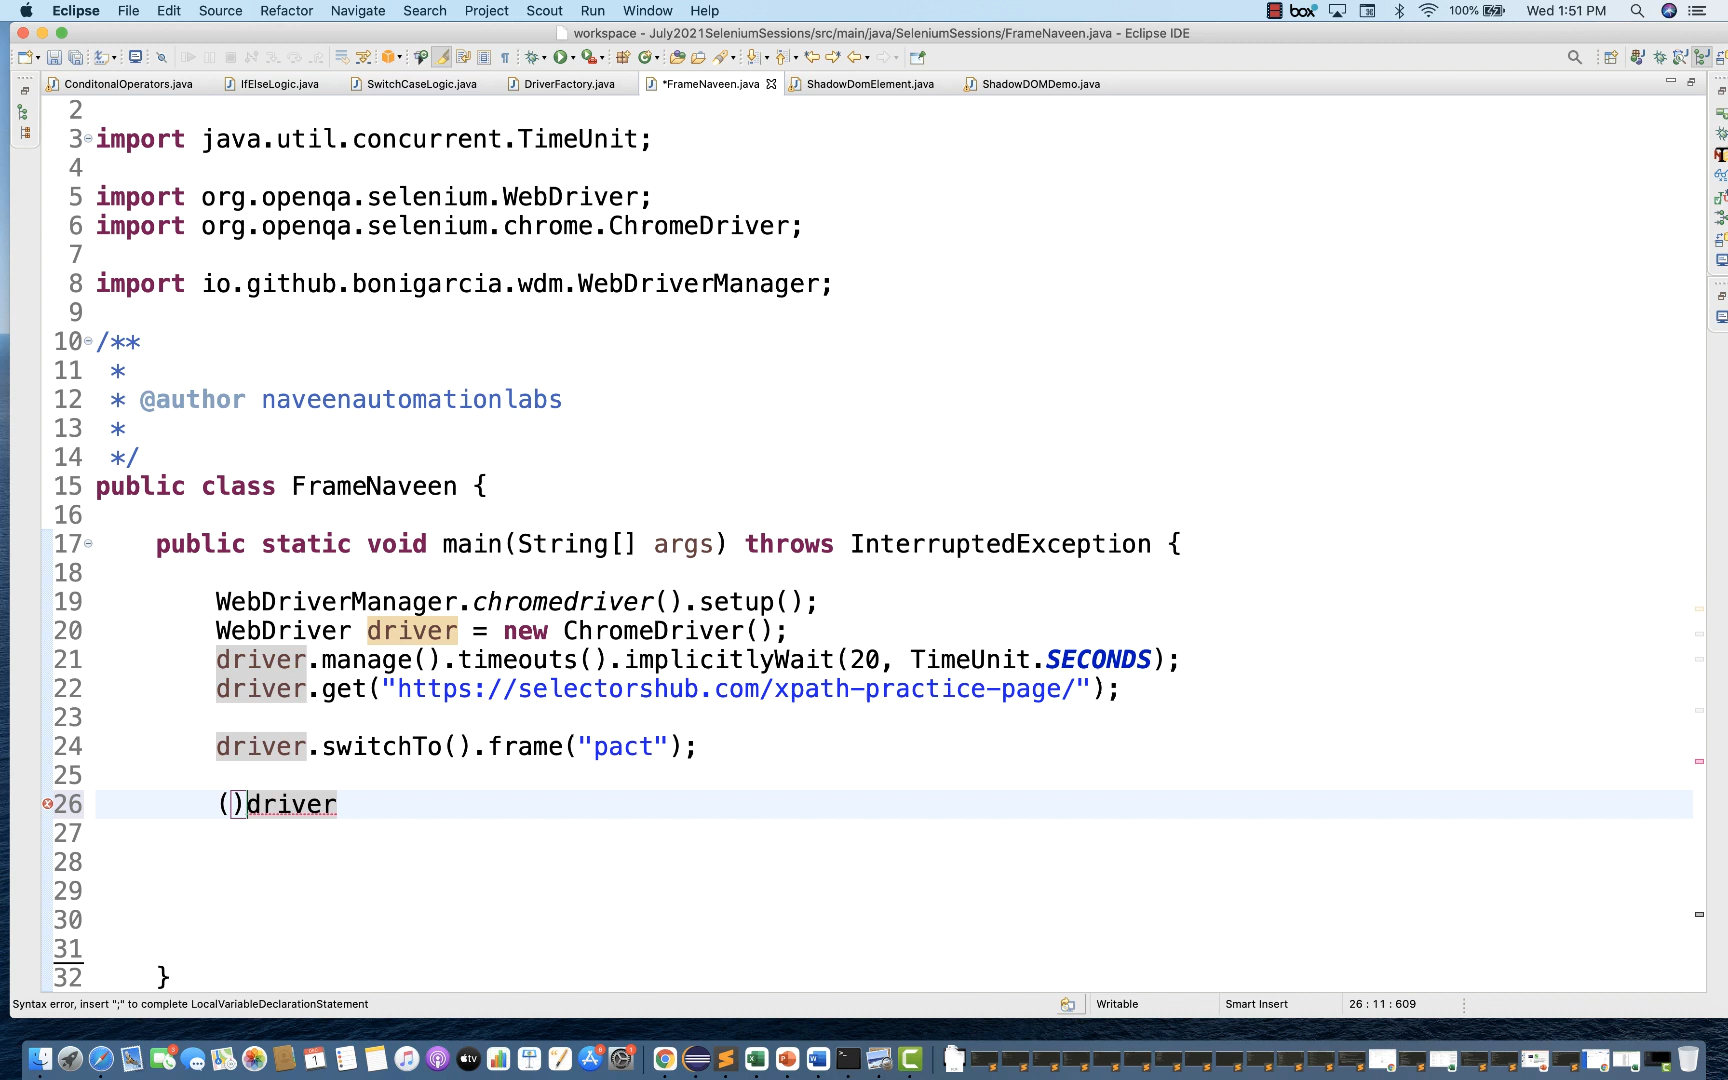 Eclipse File Edit Source Refactor Navigate Search Project Scout Run Window Help box 100% Wed 1:51 PM
workspace - July2021SeleniumSessions/src/main/java/SeleniumSessions/FrameNaveen.java - Eclipse IDE
ConditonalOperators.java IfElseLogic.java SwitchCaseLogic.java DriverFactory.java *FrameNaveen.java ShadowDomElement.java ShadowDOMDemo.java
2
3 import java.util.concurrent.TimeUnit;
4
5 import org.openqa.selenium.WebDriver;
6 import org.openqa.selenium.chrome.ChromeDriver;
7
8 import io.github.bonigarcia.wdm.WebDriverManager;
9
10 /**
11 *
12 * @author naveenautomationlabs
13 *
14 */
15 public class FrameNaveen {
16
17 public static void main(String[] args) throws InterruptedException {
18
19 WebDriverManager.chromedriver().setup();
20 WebDriver driver = new ChromeDriver();
21 driver.manage().timeouts().implicitlyWait(20, TimeUnit.SECONDS);
22 driver.get("https://selectorshub.com/xpath-practice-page/");
23
24 driver.switchTo().frame("pact");
25
26 ()driver
27
28
29
30
31
32 }
Syntax error, insert ";" to complete LocalVariableDeclarationStatement Writable Smart Insert 26 : 11 : 609